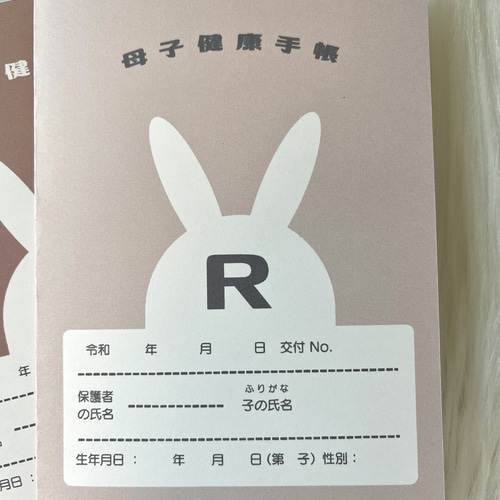 母子健康手帳
健
R
令和 年 月 日 交付 No.
年
保護者 ふりがな
の氏名 子の氏名
生年月日： 年 月 日(第 子) 性別：
年